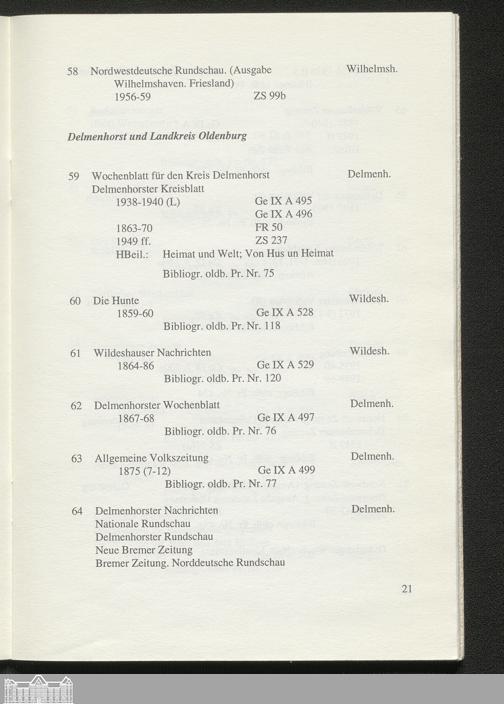 58 Nordwestdeutsche Rundschau. (Ausgabe Wilhelmsh.
Wilhelmshaven. Friesland)
1956-59 ZS 99b
Delmenhorst und Landkreis Oldenburg
59 Wochenblatt für den Kreis Delmenhorst Delmenh.
Delmenhorster Kreisblatt
1938-1940 (L) Ge IX A 495
Ge IX A 496
1863-70 FR 50
1949 ff. ZS 237
HBeil.: Heimat und Welt; Von Hus un Heimat
Bibliogr. oldb. Pr. Nr. 75
60 Die Hunte Wildesh.
1859-60 Ge IX A 528
Bibliogr. oldb. Pr. Nr. 118
61 Wildeshauser Nachrichten Wildesh.
1864-86 Ge IX A 529
Bibliogr. oldb. Pr. Nr. 120
62 Delmenhorster Wochenblatt Delmenh.
1867-68 Ge IX A 497
Bibliogr. oldb. Pr. Nr. 76
63 Allgemeine Volkszeitung Delmenh.
1875 (7-12) Ge IX A 499
Bibliogr. oldb. Pr. Nr. 77
64 Delmenhorster Nachrichten Delmenh.
Nationale Rundschau
Delmenhorster Rundschau
Neue Bremer Zeitung
Bremer Zeitung. Norddeutsche Rundschau
21